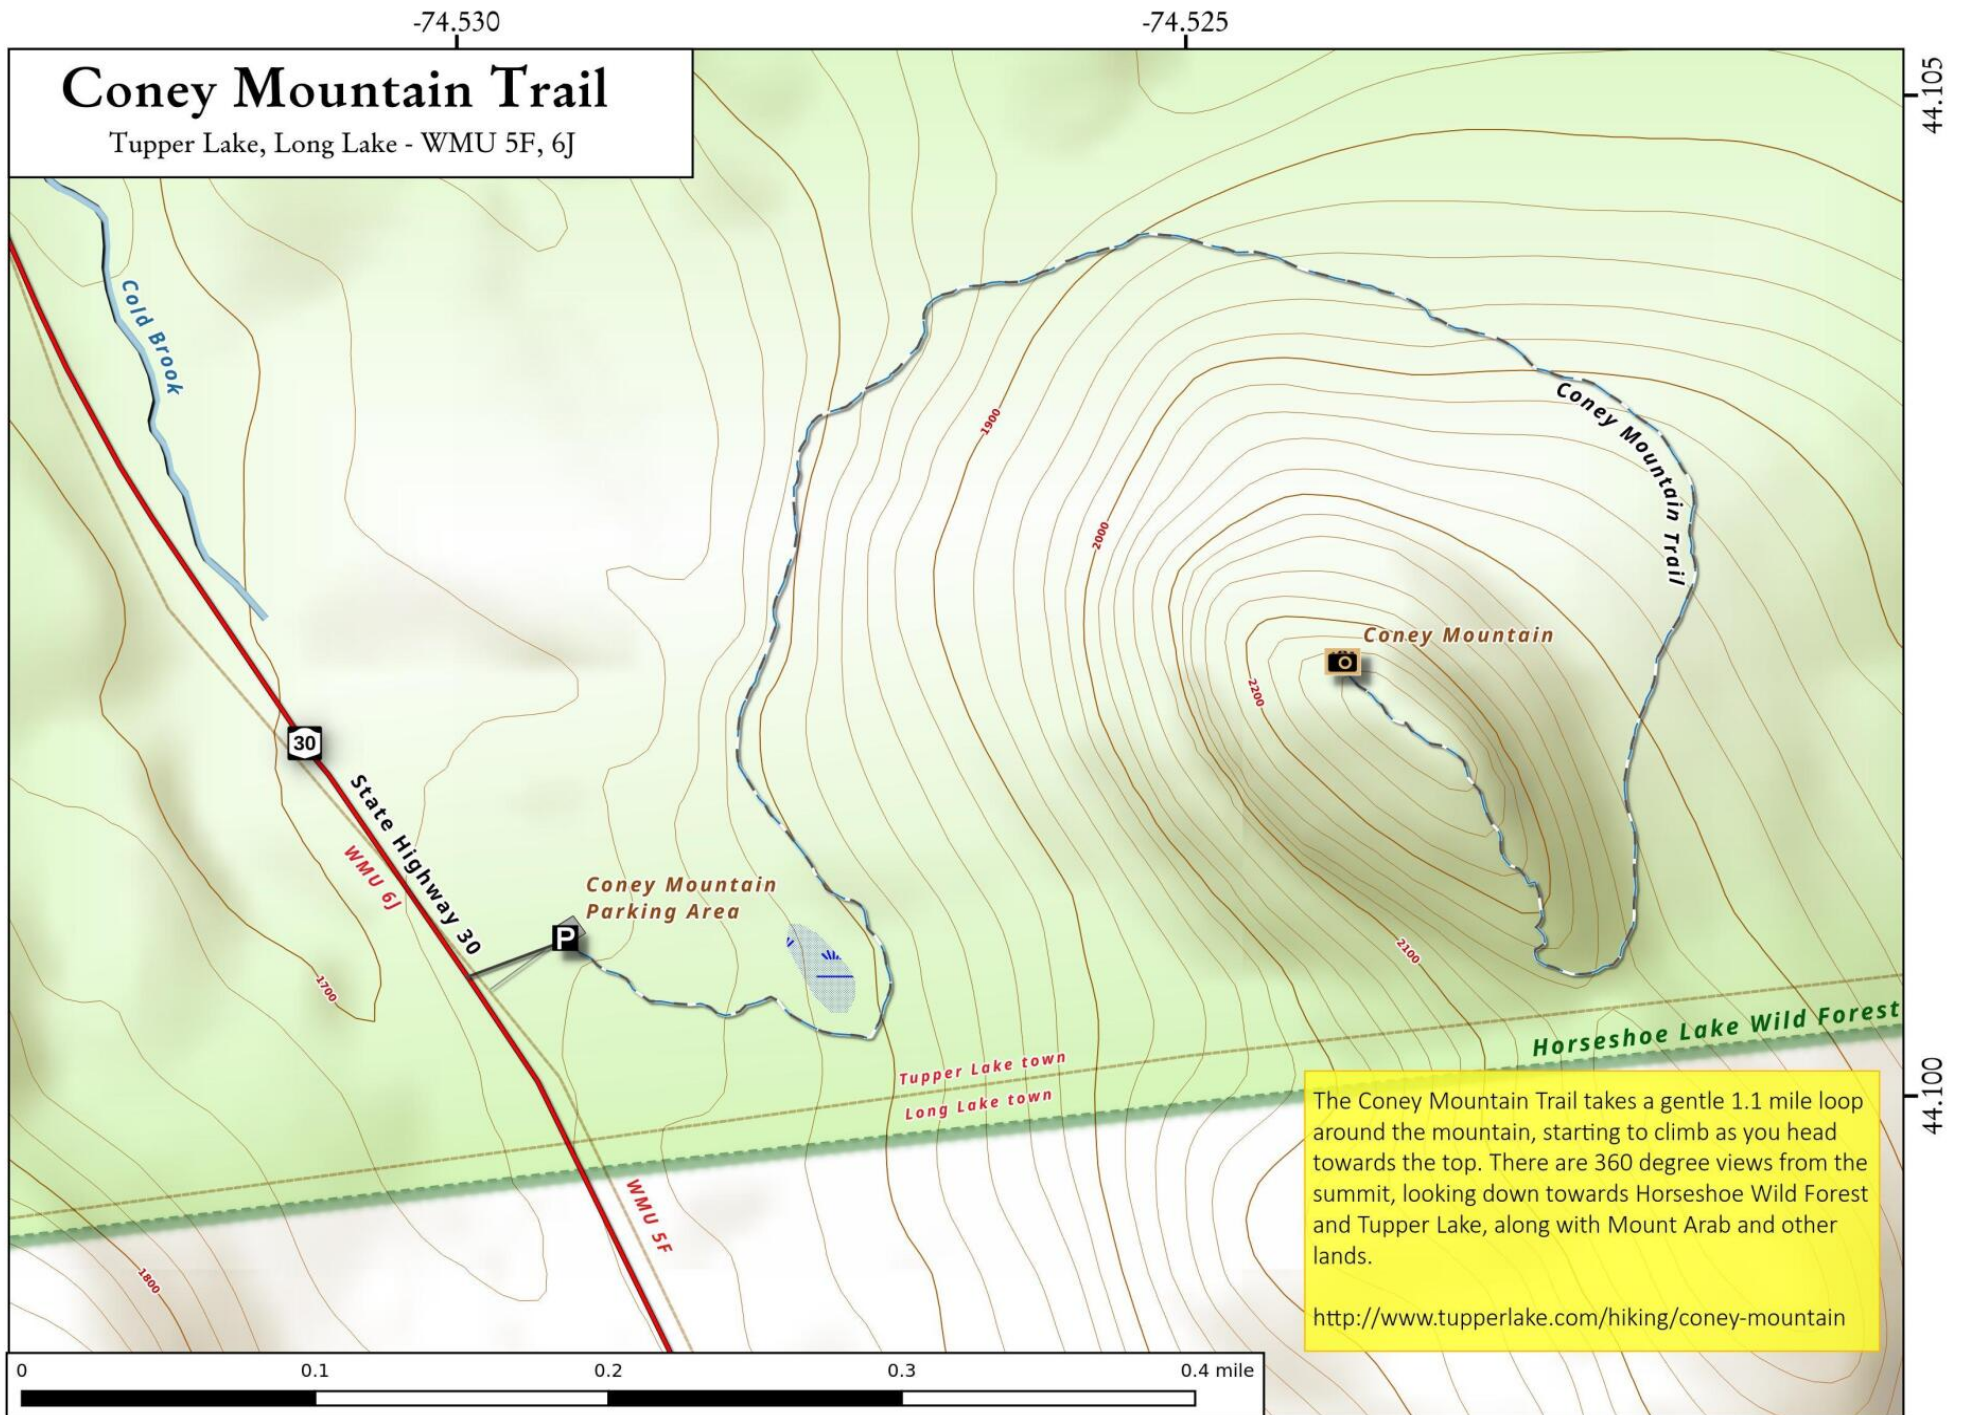 -74.530
-74.525
Coney Mountain Trail
Tupper Lake, Long Lake - WMU 5F, 6J
44.105
Cold Brook
1900
Coney Mountain Trail
2000
Coney Mountain
2200
30
State Highway 30
WMU 6J
Coney Mountain
Parking Area
P
2100
1700
Horseshoe Lake Wild Forest
Tupper Lake town
Long Lake town
44.100
The Coney Mountain Trail takes a gentle 1.1 mile loop
around the mountain, starting to climb as you head
towards the top. There are 360 degree views from the
summit, looking down towards Horseshoe Wild Forest
and Tupper Lake, along with Mount Arab and other
lands.
http://www.tupperlake.com/hiking/coney-mountain
WMU 5F
1800
0 0.1 0.2 0.3 0.4 mile